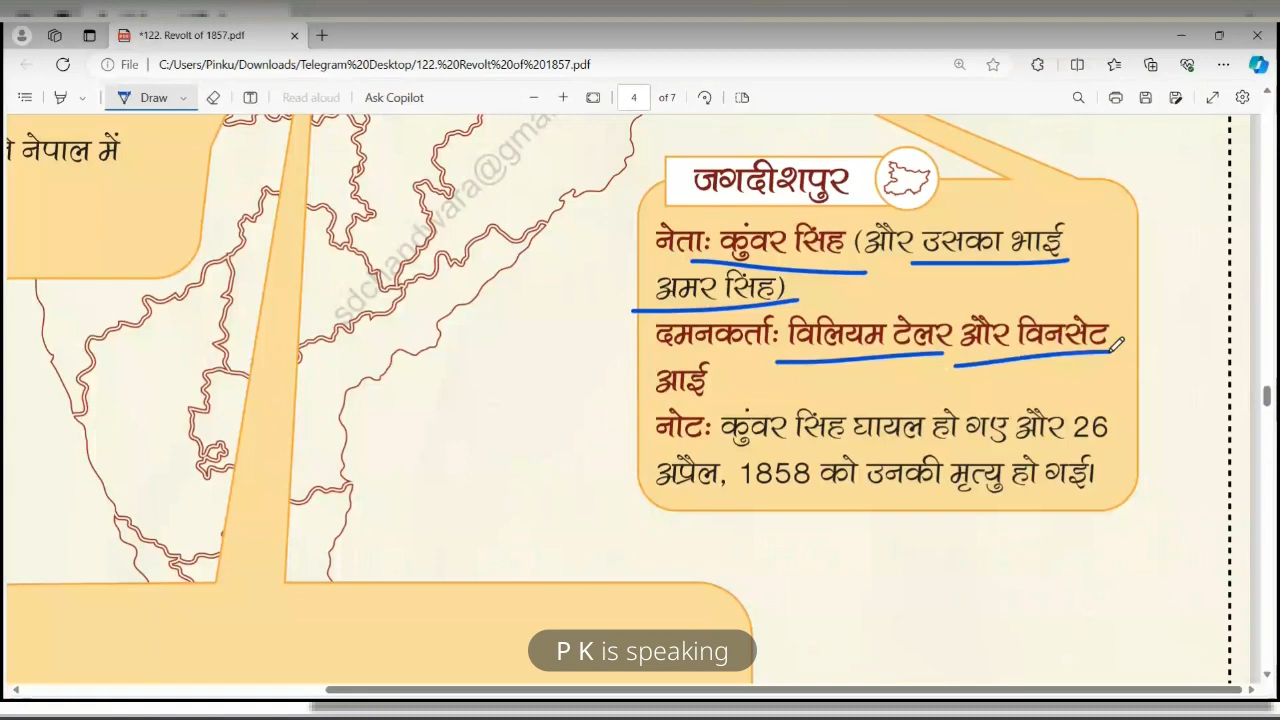 *122. Revolt of 1857.pdf
File C:/Users/Pinku/Downloads/Telegram%20Desktop/122.%20Revolt%20of%201857.pdf
Draw Read aloud Ask Copilot 4 of 7
नेपाल में
sdchandwara@gma
जगदीशपुर
नेताः कुंवर सिंह (और उसका भाई
अमर सिंह)
दमनकर्ताः विलियम टेलर और विनसेट
आई
नोटः कुंवर सिंह घायल हो गए और 26
अप्रैल, 1858 को उनकी मृत्यु हो गई।
P K is speaking